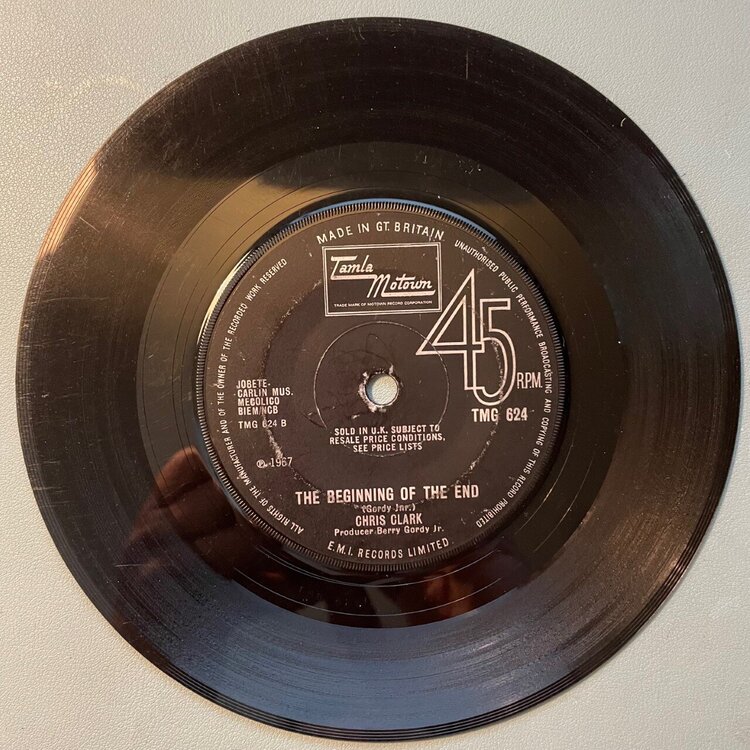 MADE IN GT. BRITAIN
UNAUTHORISED PUBLIC PERFORMANCE BROADCASTING AND COPYING OF THIS RECORD PROHIBITED
ALL RIGHTS OF THE MANUFACTURER AND OF THE OWNER OF THE RECORDED WORK RESERVED
Tamla
Motown
TRADE MARK OF MOTOWN RECORD CORPORATION
45 R.P.M.
TMG 624
JOBETE-
CARLIN MUS.
MECOLICO
BIEM/NCB
TMG 624 B
℗ 1967
SOLD IN U.K. SUBJECT TO
RESALE PRICE CONDITIONS,
SEE PRICE LISTS
THE BEGINNING OF THE END
(Gordy Jnr.)
CHRIS CLARK
Producer Berry Gordy Jr.
E.M.I. RECORDS LIMITED